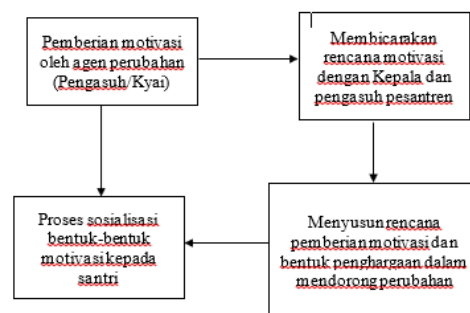 Pemberian motivasi
oleh agen perubahan
(Pengasuh/Kyai)
Membicarakan
rencana motivasi
dengan Kepala dan
pengasuh pesantren
Proses sosialisasi
bentuk-bentuk
motivasi kepada
santri
Menyusun rencana
pemberian motivasi dan
bentuk penghargaan dalam
mendorong perubahan